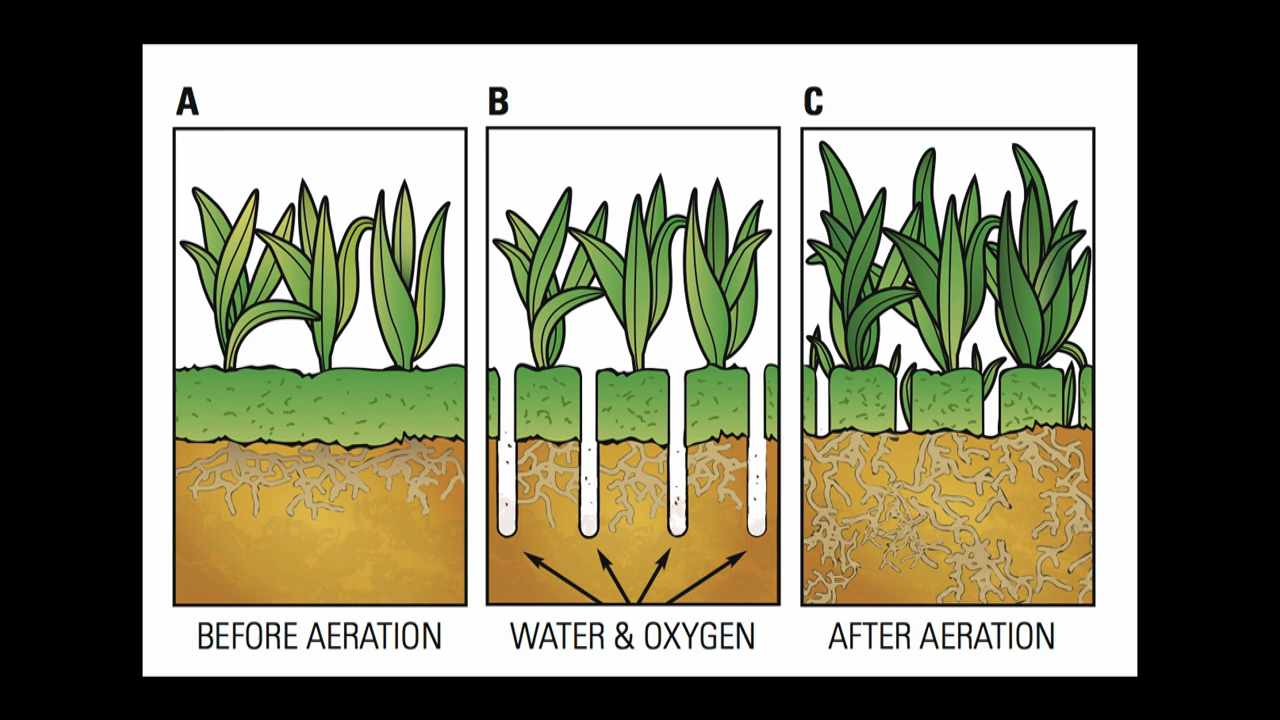 A
B
C
BEFORE AERATION
WATER & OXYGEN
AFTER AERATION